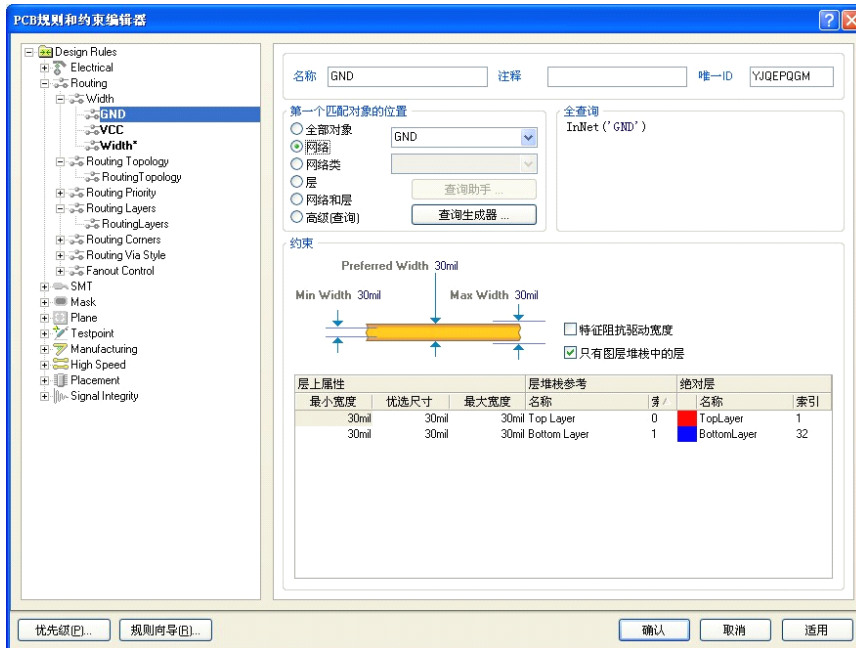 PCB规则和约束编辑器
Design Rules
Electrical
Routing
Width
GND
VCC
Width*
Routing Topology
RoutingTopology
Routing Priority
Routing Layers
RoutingLayers
Routing Corners
Routing Via Style
Fanout Control
SMT
Mask
Plane
Testpoint
Manufacturing
High Speed
Placement
Signal Integrity
名称 GND 注释 唯一ID YJQEPQGM
第一个匹配对象的位置
全部对象
网络
网络类
层
网络和层
高级(查询)
GND
查询助手 ...
查询生成器 ...
全查询
InNet('GND')
约束
Preferred Width 30mil
Min Width 30mil Max Width 30mil
特征阻抗驱动宽度
只有图层堆栈中的层
层上属性 层堆栈参考 绝对层
最小宽度 优选尺寸 最大宽度 名称 名称 索引
30mil 30mil 30mil Top Layer 0 TopLayer 1
30mil 30mil 30mil Bottom Layer 1 BottomLayer 32
优先级(P)... 规则向导(R)... 确认 取消 适用